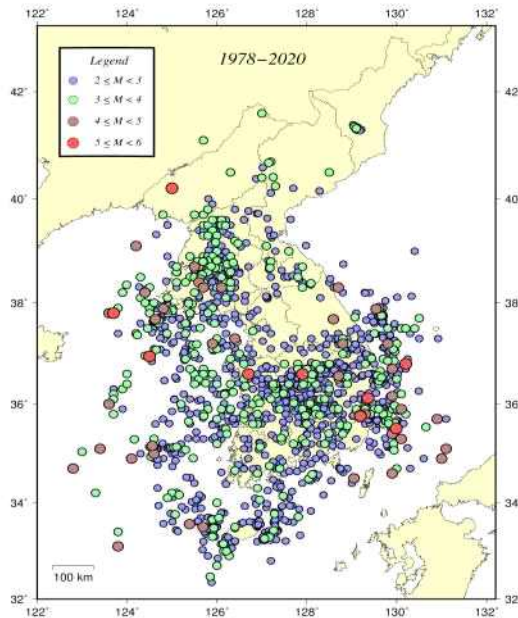 122˚ 124˚ 126˚ 128˚ 130˚ 132˚
1978−2020
Legend
2 ≤ M < 3
3 ≤ M < 4
4 ≤ M < 5
5 ≤ M < 6
42˚ 42˚
40˚ 40˚
38˚ 38˚
36˚ 36˚
34˚ 34˚
100 km
32˚ 32˚
122˚ 124˚ 126˚ 128˚ 130˚ 132˚